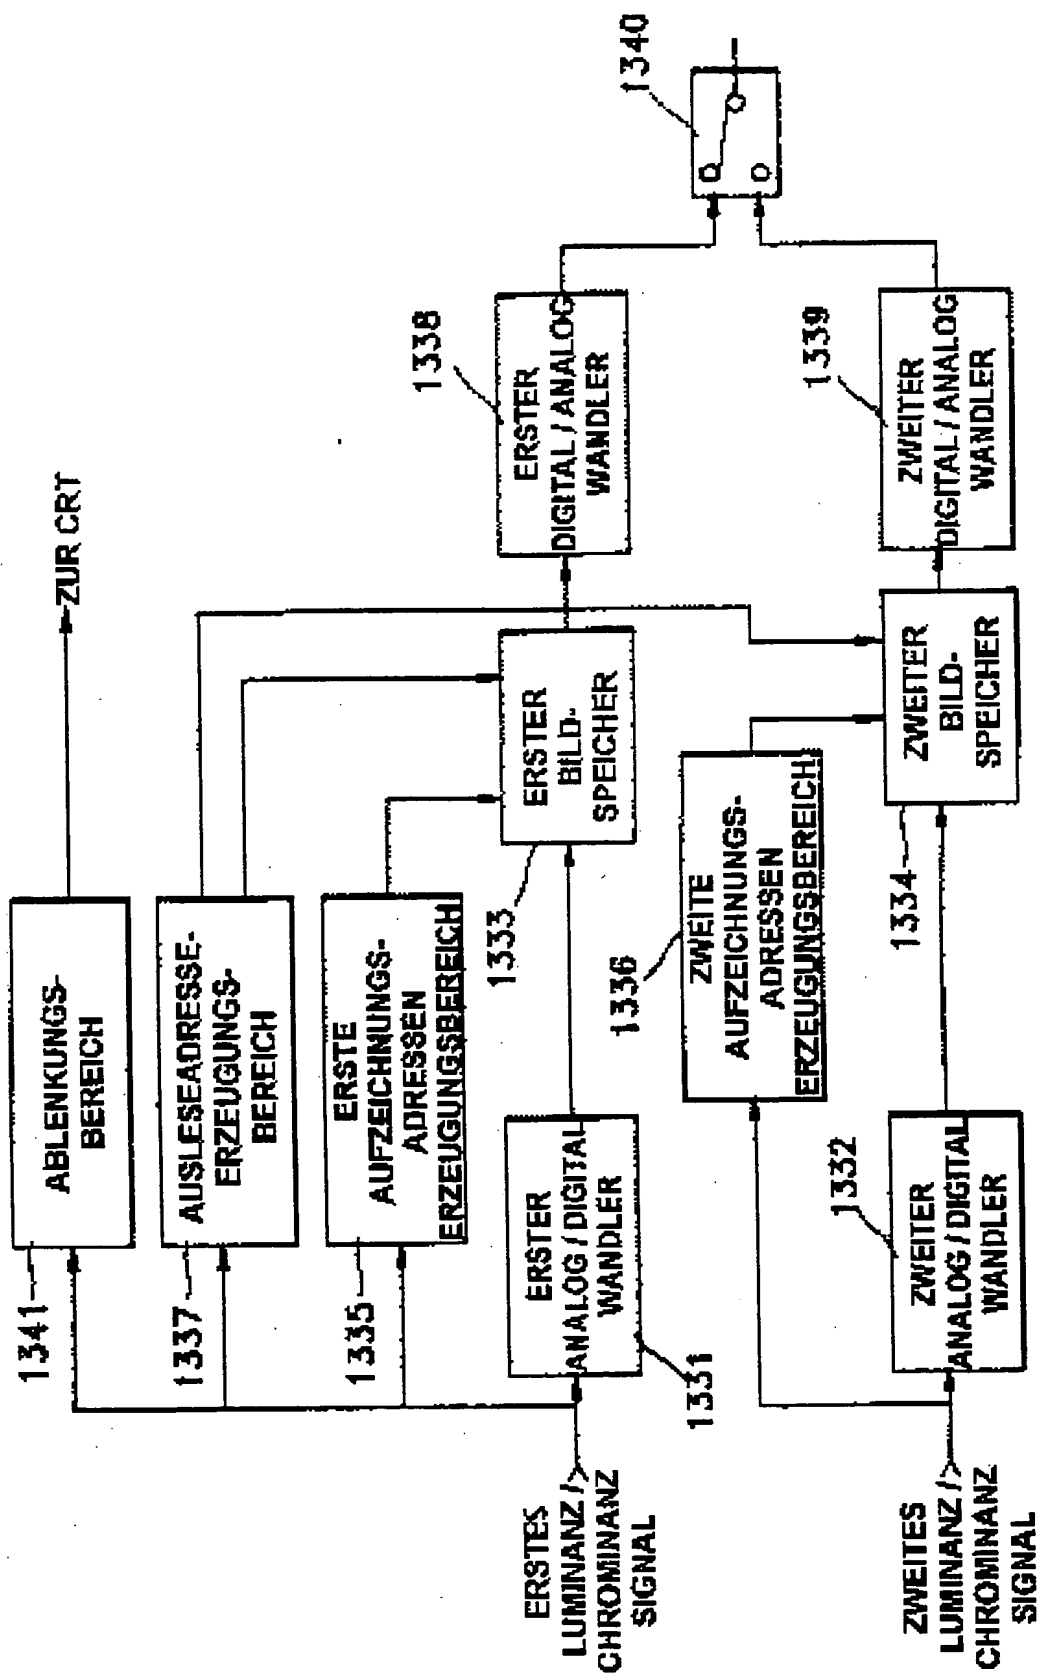 1341
ABLENKUNGS-
BEREICH
ZUR CRT
1337
AUSLESEADRESSE-
ERZEUGUNGS-
BEREICH
1335
ERSTE
AUFZEICHNUNGS-
ADRESSEN
ERZEUGUNGSBEREICH
ERSTES
LUMINANZ /
CHROMINANZ
SIGNAL
1331
ERSTER
ANALOG / DIGITAL
WANDLER
1333
ERSTER
BILD-
SPEICHER
1338
ERSTER
DIGITAL / ANALOG
WANDLER
1340
1336
ZWEITE
AUFZEICHNUNGS-
ADRESSEN
ERZEUGUNGSBEREICH
ZWEITES
LUMINANZ /
CHROMINANZ
SIGNAL
1332
ZWEITER
ANALOG / DIGITAL
WANDLER
1334
ZWEITER
BILD-
SPEICHER
1339
ZWEITER
DIGITAL / ANALOG
WANDLER